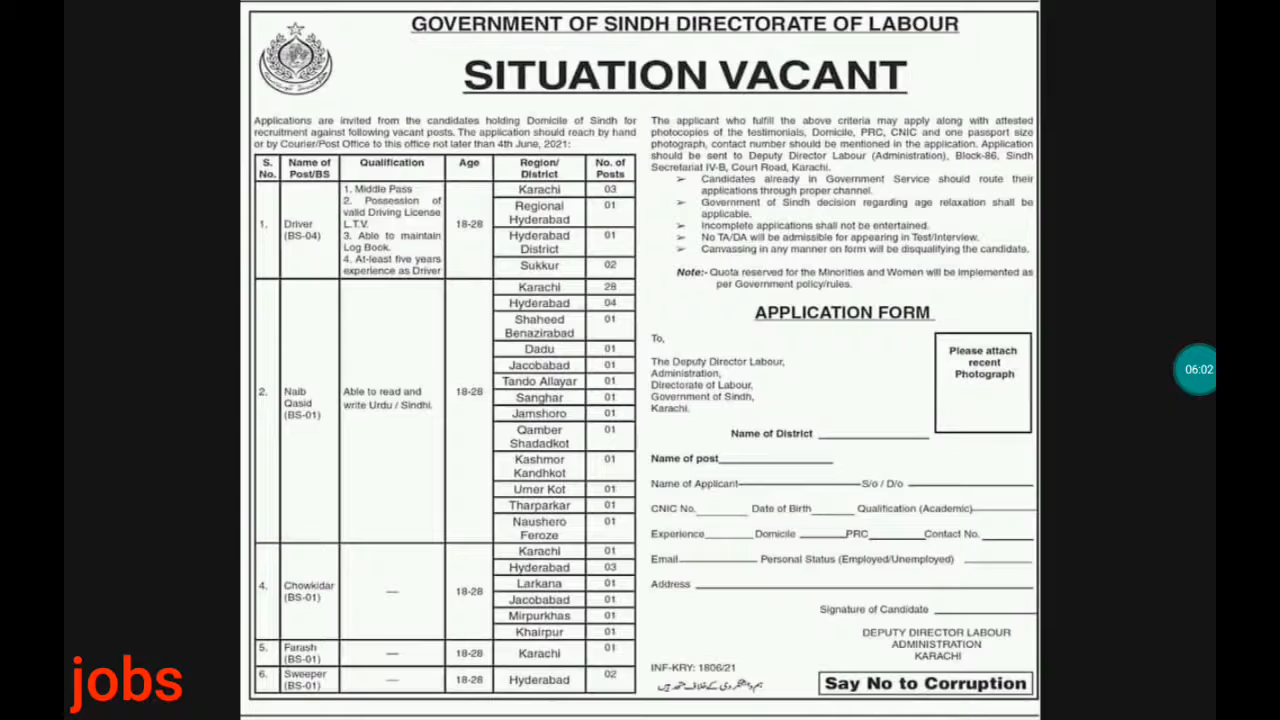 GOVERNMENT OF SINDH DIRECTORATE OF LABOUR
SITUATION VACANT
Applications are invited from the candidates holding Domicile of Sindh for
recruitment against following vacant posts. The application should reach by hand
or by Courier/Post Office to this office not later than 4th June, 2021:
S. No. Name of Post/BS Qualification Age Region/ District No. of Posts
1. Driver (BS-04) 18-28
1. Middle Pass
2. Possession of
valid Driving License
L.T.V.
3. Able to maintain
Log Book.
4. At-least five years
experience as Driver
Karachi 03
Regional Hyderabad 01
Hyderabad District 01
Sukkur 02
2. Naib Qasid (BS-01) Able to read and write Urdu / Sindhi. 18-28
Karachi 28
Hyderabad 04
Shaheed Benazirabad 01
Dadu 01
Jacobabad 01
Tando Allayar 01
Sanghar 01
Jamshoro 01
Qamber Shadadkot 01
Kashmor Kandhkot 01
Umer Kot 01
Tharparkar 01
Naushero Feroze 01
4. Chowkidar (BS-01) — 18-28
Karachi 01
Hyderabad 03
Larkana 01
Jacobabad 01
Mirpurkhas 01
Khairpur 01
5. Farash (BS-01) — 18-28 Karachi 01
6. Sweeper (BS-01) — 18-28 Hyderabad 02
The applicant who fulfill the above criteria may apply along with attested
photocopies of the testimonials, Domicile, PRC, CNIC and one passport size
photograph, contact number should be mentioned in the application. Application
should be sent to Deputy Director Labour (Administration), Block-86, Sindh
Secretariat IV-B, Court Road, Karachi.
➢ Candidates already in Government Service should route their
applications through proper channel.
➢ Government of Sindh decision regarding age relaxation shall be
applicable.
➢ Incomplete applications shall not be entertained.
➢ No TA/DA will be admissible for appearing in Test/Interview.
➢ Canvassing in any manner on form will be disqualifying the candidate.
Note:- Quota reserved for the Minorities and Women will be implemented as
per Government policy/rules.
APPLICATION FORM
To,
The Deputy Director Labour,
Administration,
Directorate of Labour,
Government of Sindh,
Karachi.
Please attach
recent
Photograph
Name of District
Name of post
Name of Applicant S/o / D/o
CNIC No. Date of Birth Qualification (Academic)
Experience Domicile PRC Contact No.
Email Personal Status (Employed/Unemployed)
Address
Signature of Candidate
DEPUTY DIRECTOR LABOUR
ADMINISTRATION
KARACHI
INF-KRY: 1806/21
ہم دہشتگردی کے خلاف متحد ہیں
Say No to Corruption
jobs
06:02